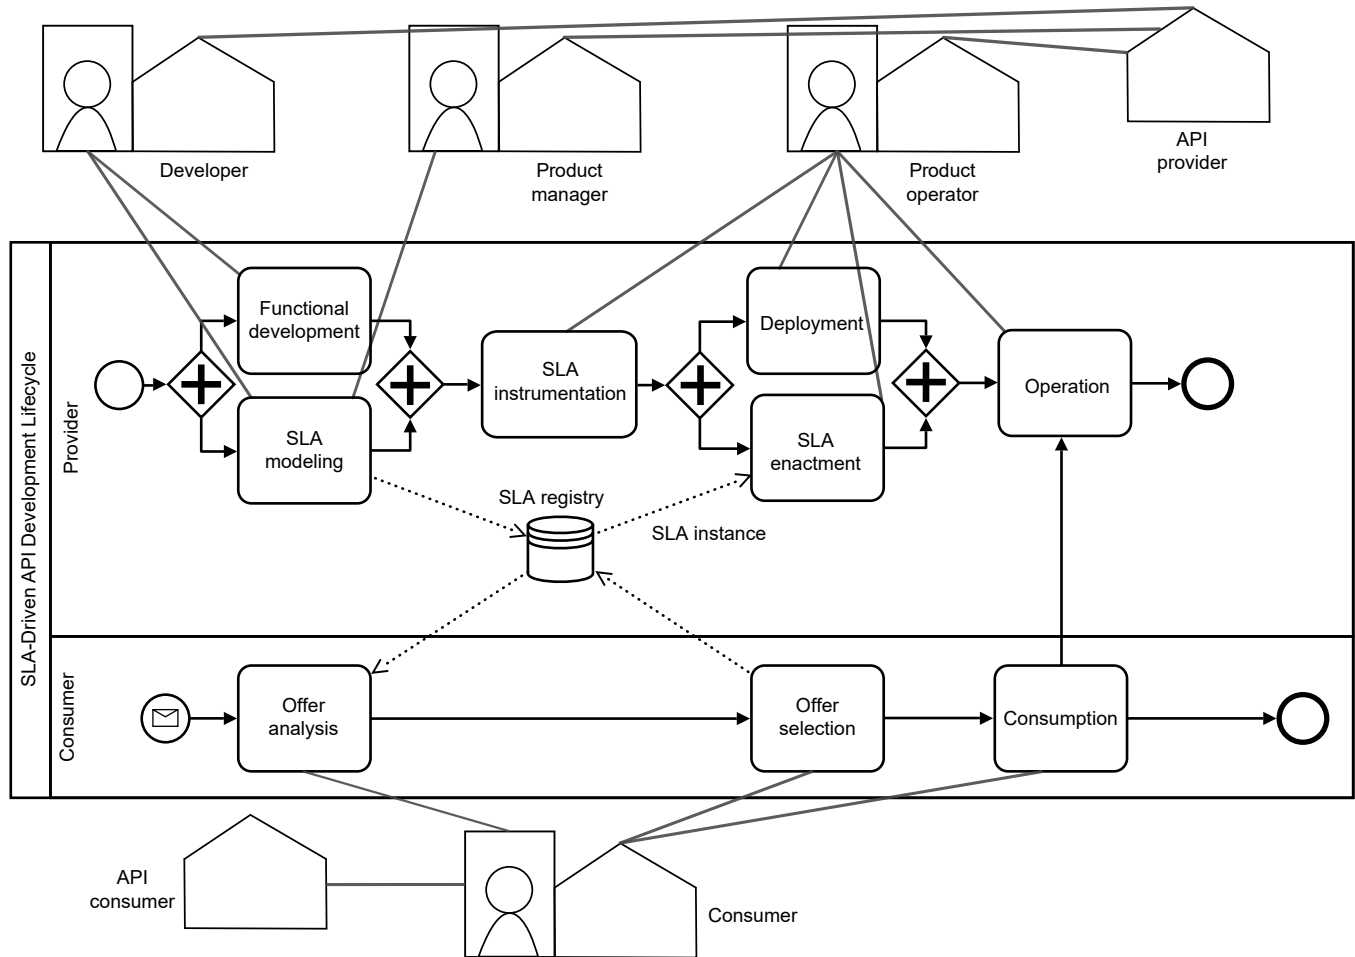 Developer
Product
manager
Product
operator
API
provider
SLA-Driven API Development Lifecycle
Provider
Functional
development
SLA
modeling
SLA
instrumentation
Deployment
SLA
enactment
Operation
SLA registry
SLA instance
Consumer
Offer
analysis
Offer
selection
Consumption
API
consumer
Consumer